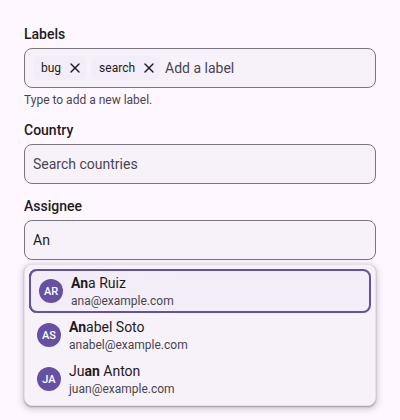 Labels
bug search Add a label
Type to add a new label.
Country
Search countries
Assignee
An
AR Ana Ruiz
ana@example.com
AS Anabel Soto
anabel@example.com
JA Juan Anton
juan@example.com